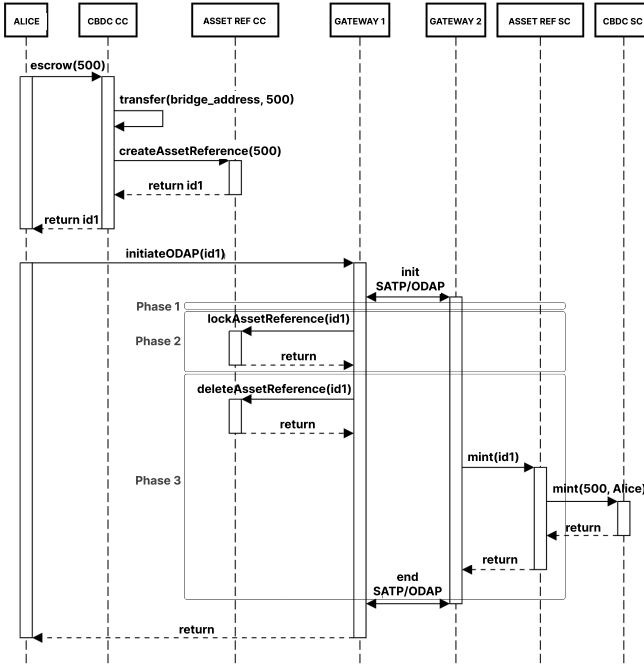 ALICE
CBDC CC
ASSET REF CC
GATEWAY 1
GATEWAY 2
ASSET REF SC
CBDC SC
escrow(500)
transfer(bridge_address, 500)
createAssetReference(500)
return id1
return id1
initiateODAP(id1)
init
SATP/ODAP
Phase 1
lockAssetReference(id1)
Phase 2
return
deleteAssetReference(id1)
return
mint(id1)
Phase 3
mint(500, Alice)
return
return
end
SATP/ODAP
return